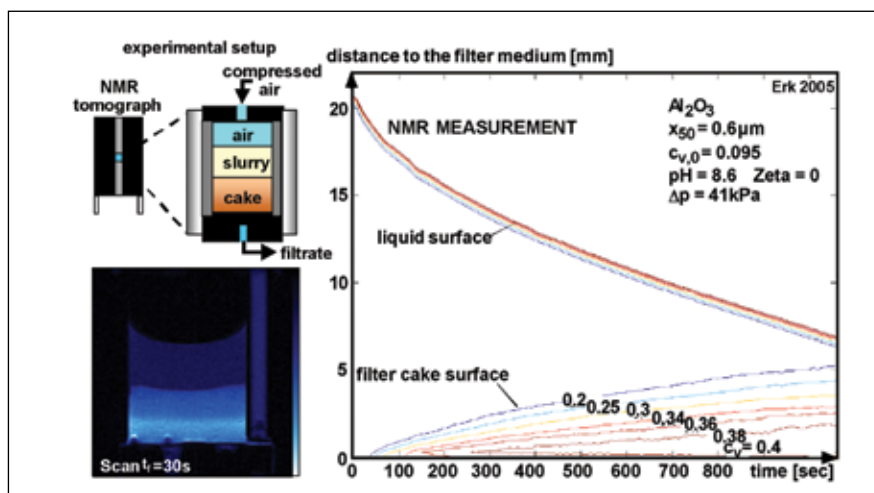 experimental setup
NMR
tomograph
compressed
air
air
slurry
cake
filtrate
Scan t_f=30s
distance to the filter medium [mm]
Erk 2005
20
15
10
5
0
NMR MEASUREMENT
Al₂O₃
x₅₀ = 0.6µm
c_v,0 = 0.095
pH = 8.6 Zeta = 0
Δp = 41kPa
liquid surface
filter cake surface
0,2 0.25 0,3 0.34 0.36 0.38 c_v = 0.4
0 100 200 300 400 500 600 700 800 time [sec]